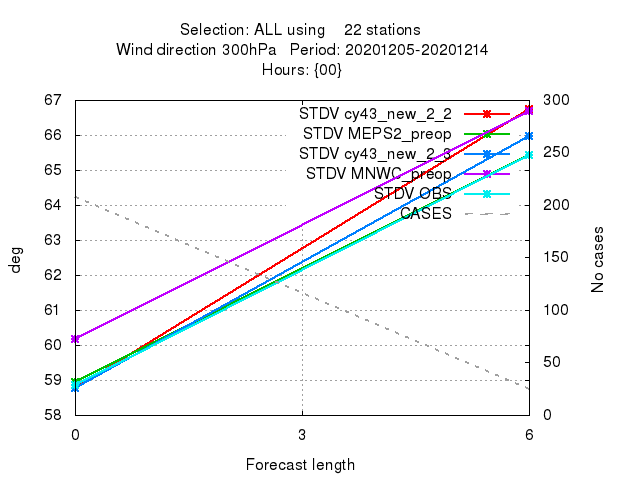 Selection: ALL using 22 stations
Wind direction 300hPa Period: 20201205-20201214
Hours: {00}
67
66
65
64
63
62
61
60
59
58
300
250
200
150
100
50
0
STDV cy43_new_2_2
STDV MEPS2_preop
STDV cy43_new_2_3
STDV MNWC_preop
STDV OBS
CASES
deg
No cases
0 3 6
Forecast length